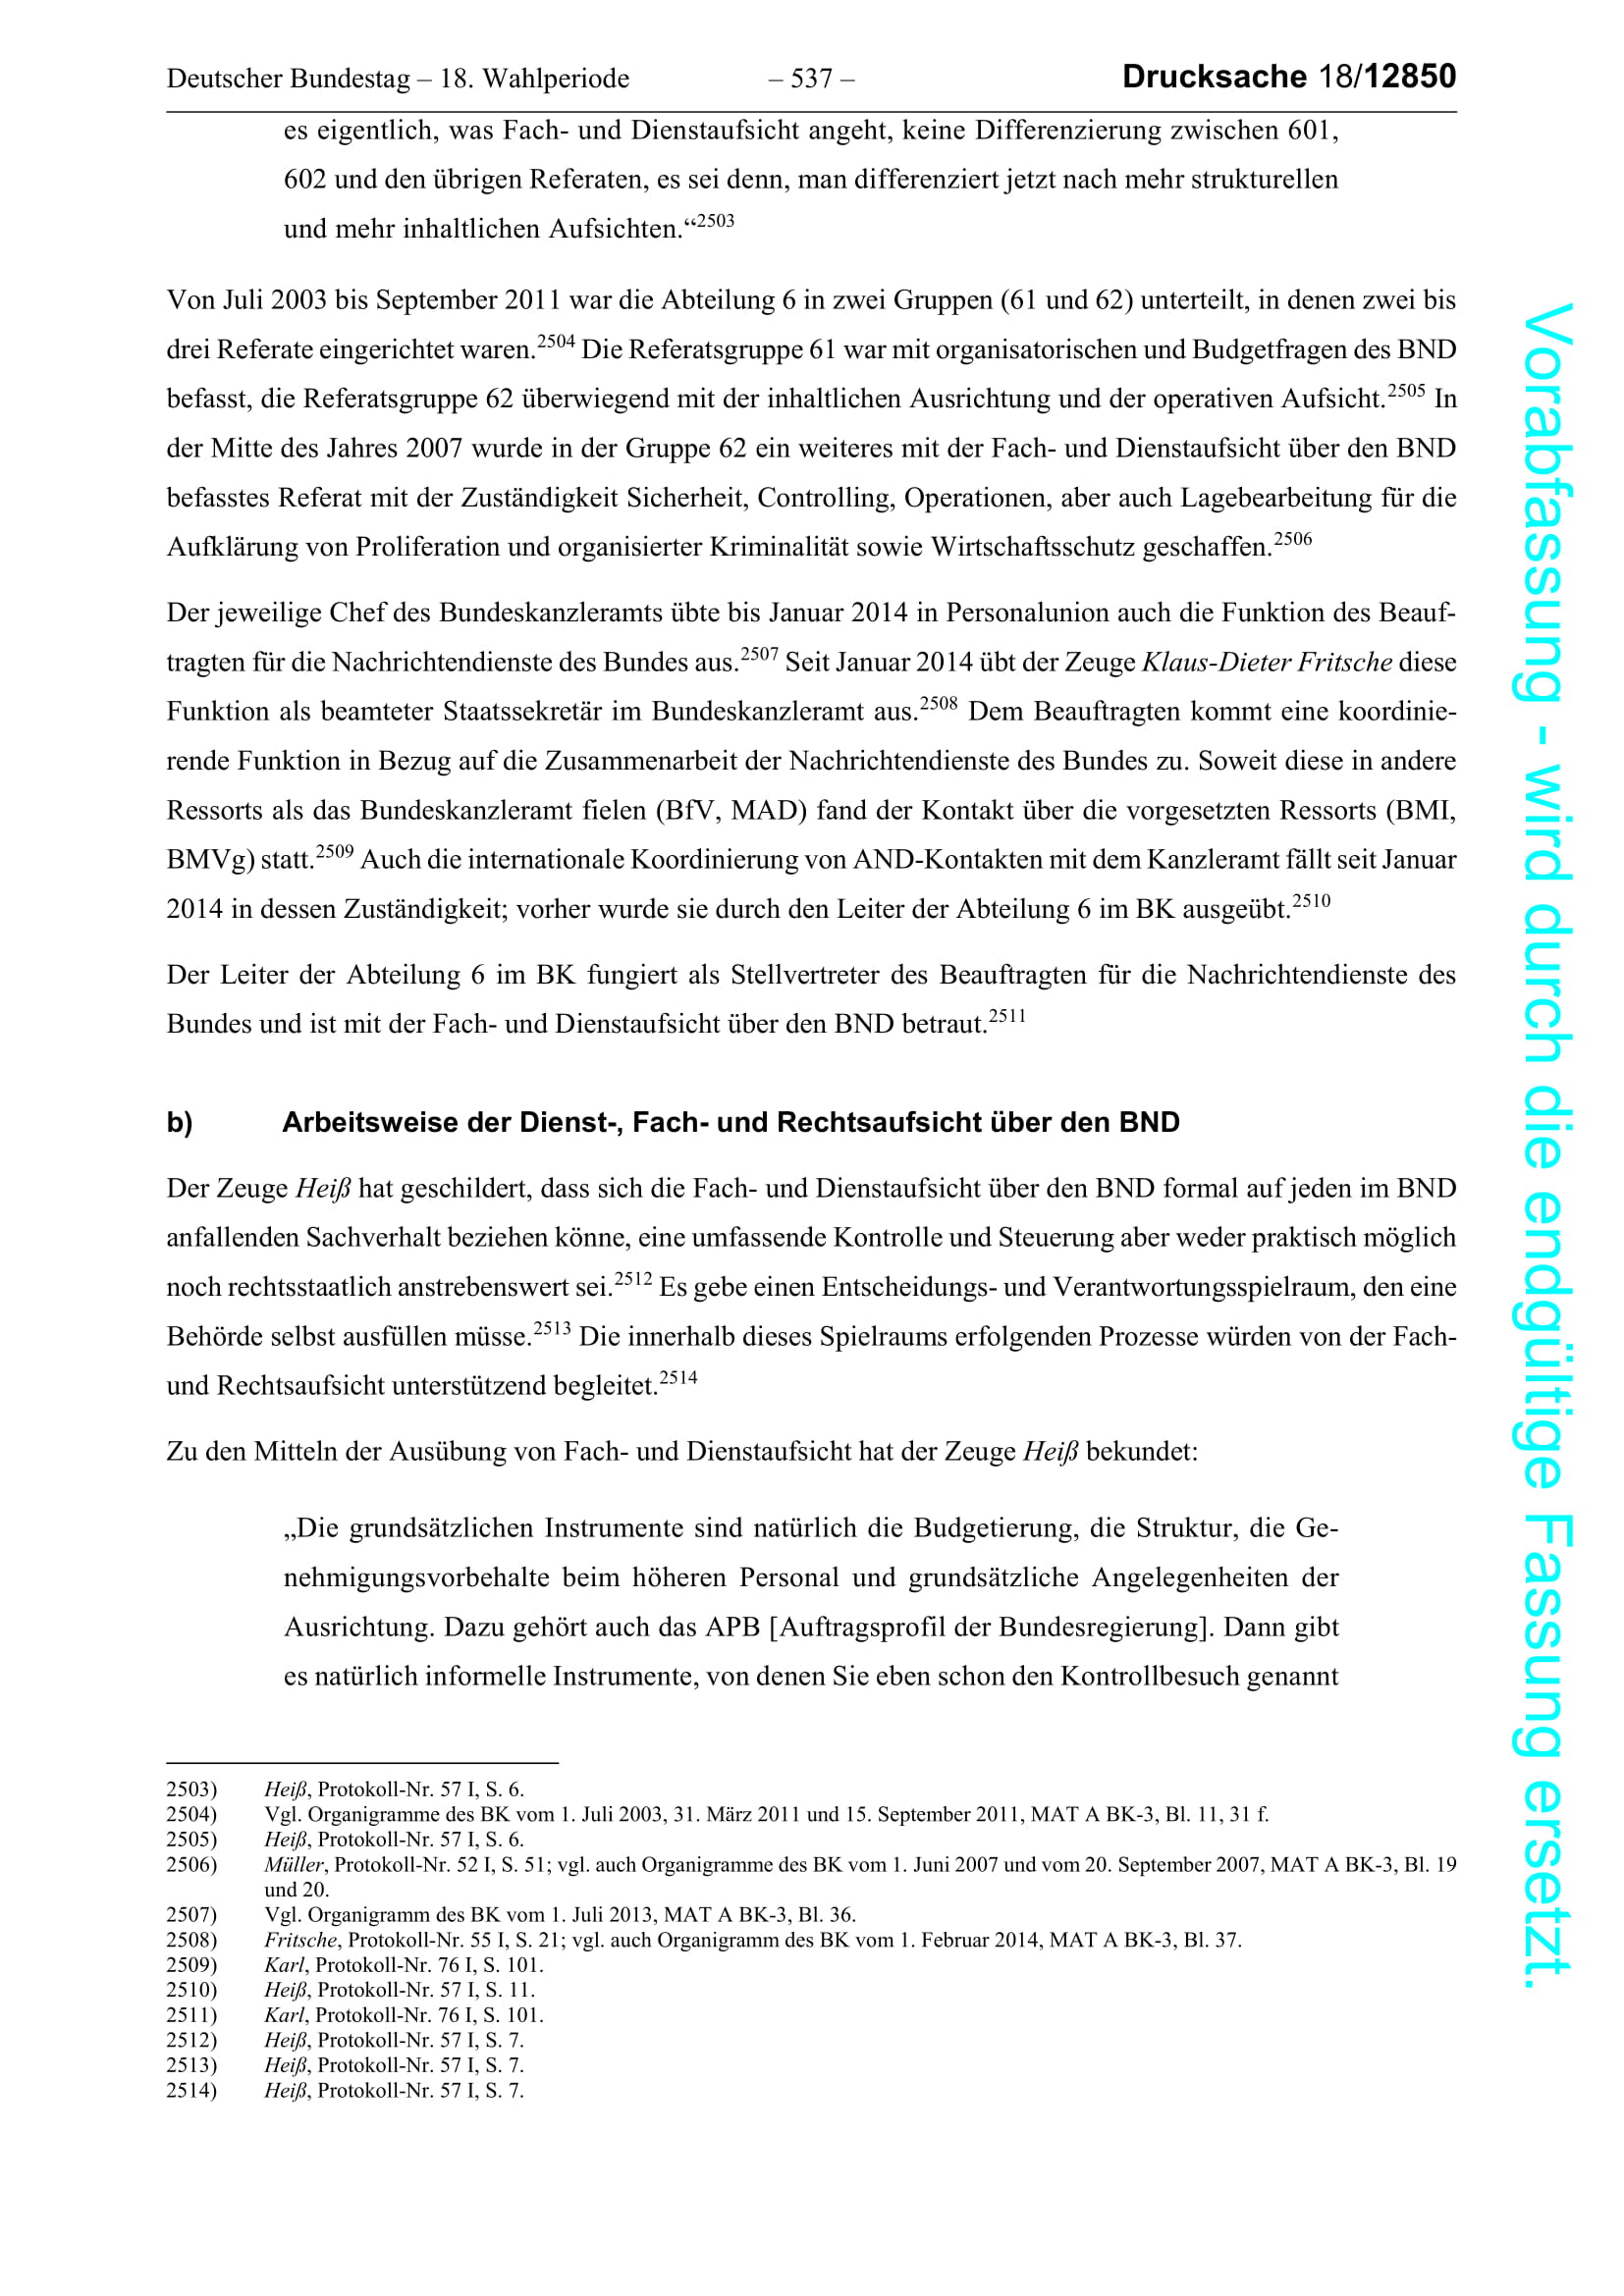 Deutscher Bundestag – 18. Wahlperiode – 537 – Drucksache 18/12850
es eigentlich, was Fach- und Dienstaufsicht angeht, keine Differenzierung zwischen 601,
602 und den übrigen Referaten, es sei denn, man differenziert jetzt nach mehr strukturellen
und mehr inhaltlichen Aufsichten.“2503
Von Juli 2003 bis September 2011 war die Abteilung 6 in zwei Gruppen (61 und 62) unterteilt, in denen zwei bis
drei Referate eingerichtet waren.2504 Die Referatsgruppe 61 war mit organisatorischen und Budgetfragen des BND
befasst, die Referatsgruppe 62 überwiegend mit der inhaltlichen Ausrichtung und der operativen Aufsicht.2505 In
der Mitte des Jahres 2007 wurde in der Gruppe 62 ein weiteres mit der Fach- und Dienstaufsicht über den BND
befasstes Referat mit der Zuständigkeit Sicherheit, Controlling, Operationen, aber auch Lagebearbeitung für die
Aufklärung von Proliferation und organisierter Kriminalität sowie Wirtschaftsschutz geschaffen.2506
Der jeweilige Chef des Bundeskanzleramts übte bis Januar 2014 in Personalunion auch die Funktion des Beauf-
tragten für die Nachrichtendienste des Bundes aus.2507 Seit Januar 2014 übt der Zeuge Klaus-Dieter Fritsche diese
Funktion als beamteter Staatssekretär im Bundeskanzleramt aus.2508 Dem Beauftragten kommt eine koordinie-
rende Funktion in Bezug auf die Zusammenarbeit der Nachrichtendienste des Bundes zu. Soweit diese in andere
Ressorts als das Bundeskanzleramt fielen (BfV, MAD) fand der Kontakt über die vorgesetzten Ressorts (BMI,
BMVg) statt.2509 Auch die internationale Koordinierung von AND-Kontakten mit dem Kanzleramt fällt seit Januar
2014 in dessen Zuständigkeit; vorher wurde sie durch den Leiter der Abteilung 6 im BK ausgeübt.2510
Der Leiter der Abteilung 6 im BK fungiert als Stellvertreter des Beauftragten für die Nachrichtendienste des
Bundes und ist mit der Fach- und Dienstaufsicht über den BND betraut.2511
b) Arbeitsweise der Dienst-, Fach- und Rechtsaufsicht über den BND
Der Zeuge Heiß hat geschildert, dass sich die Fach- und Dienstaufsicht über den BND formal auf jeden im BND
anfallenden Sachverhalt beziehen könne, eine umfassende Kontrolle und Steuerung aber weder praktisch möglich
noch rechtsstaatlich anstrebenswert sei.2512 Es gebe einen Entscheidungs- und Verantwortungsspielraum, den eine
Behörde selbst ausfüllen müsse.2513 Die innerhalb dieses Spielraums erfolgenden Prozesse würden von der Fach-
und Rechtsaufsicht unterstützend begleitet.2514
Zu den Mitteln der Ausübung von Fach- und Dienstaufsicht hat der Zeuge Heiß bekundet:
„Die grundsätzlichen Instrumente sind natürlich die Budgetierung, die Struktur, die Ge-
nehmigungsvorbehalte beim höheren Personal und grundsätzliche Angelegenheiten der
Ausrichtung. Dazu gehört auch das APB [Auftragsprofil der Bundesregierung]. Dann gibt
es natürlich informelle Instrumente, von denen Sie eben schon den Kontrollbesuch genannt
2503) Heiß, Protokoll-Nr. 57 I, S. 6.
2504) Vgl. Organigramme des BK vom 1. Juli 2003, 31. März 2011 und 15. September 2011, MAT A BK-3, Bl. 11, 31 f.
2505) Heiß, Protokoll-Nr. 57 I, S. 6.
2506) Müller, Protokoll-Nr. 52 I, S. 51; vgl. auch Organigramme des BK vom 1. Juni 2007 und vom 20. September 2007, MAT A BK-3, Bl. 19
und 20.
2507) Vgl. Organigramm des BK vom 1. Juli 2013, MAT A BK-3, Bl. 36.
2508) Fritsche, Protokoll-Nr. 55 I, S. 21; vgl. auch Organigramm des BK vom 1. Februar 2014, MAT A BK-3, Bl. 37.
2509) Karl, Protokoll-Nr. 76 I, S. 101.
2510) Heiß, Protokoll-Nr. 57 I, S. 11.
2511) Karl, Protokoll-Nr. 76 I, S. 101.
2512) Heiß, Protokoll-Nr. 57 I, S. 7.
2513) Heiß, Protokoll-Nr. 57 I, S. 7.
2514) Heiß, Protokoll-Nr. 57 I, S. 7.
Vorabfassung - wird durch die endgültige Fassung ersetzt.